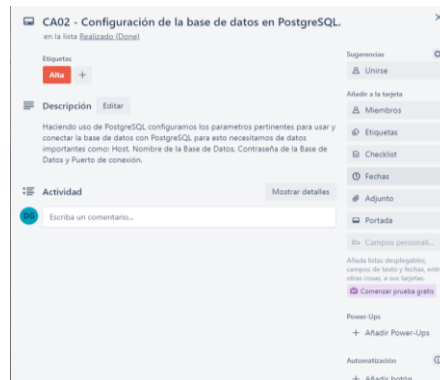 CA02 - Configuración de la base de datos en PostgreSQL.
en la lista Realizado (Done)
Etiquetas
Alta +
Descripción Editar
Haciendo uso de PostgreSQL configuramos los parametros pertinentes para usar y
conectar la base de datos con PostgreSQL para esto necesitamos de datos
importantes como: Host, Nombre de la Base de Datos, Contraseña de la Base de
Datos y Puerto de conexión.
Actividad Mostrar detalles
DG Escriba un comentario...
Sugerencias
Unirse
Añadir a la tarjeta
Miembros
Etiquetas
Checklist
Fechas
Adjunto
Portada
Campos personali...
Añada listas desplegables,
campos de texto y fechas, entre
otras cosas, a sus tarjetas.
Comenzar prueba gratis
Power-Ups
+ Añadir Power-Ups
Automatización
+ Añadir botón